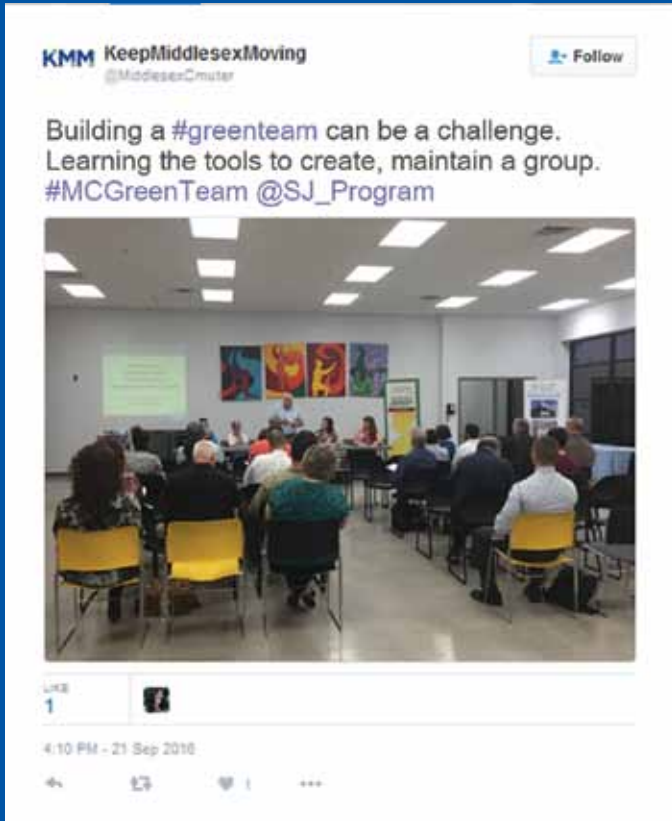 KMM KeepMiddlesexMoving
@MiddlesexCmuter
Follow
Building a #greenteam can be a challenge.
Learning the tools to create, maintain a group.
#MCGreenTeam @SJ_Program
LIKE
1
4:10 PM - 21 Sep 2016
1